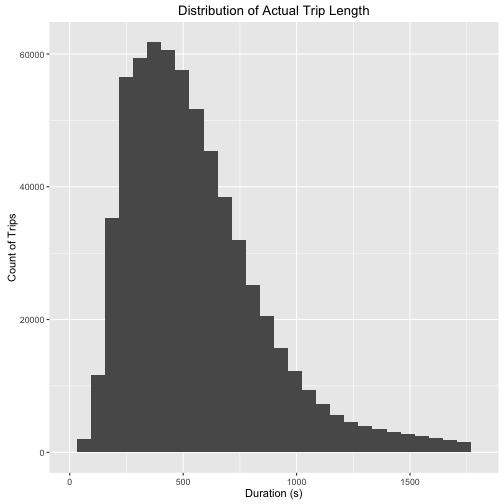 Distribution of Actual Trip Length
60000
40000
20000
0
Count of Trips
0 500 1000 1500
Duration (s)